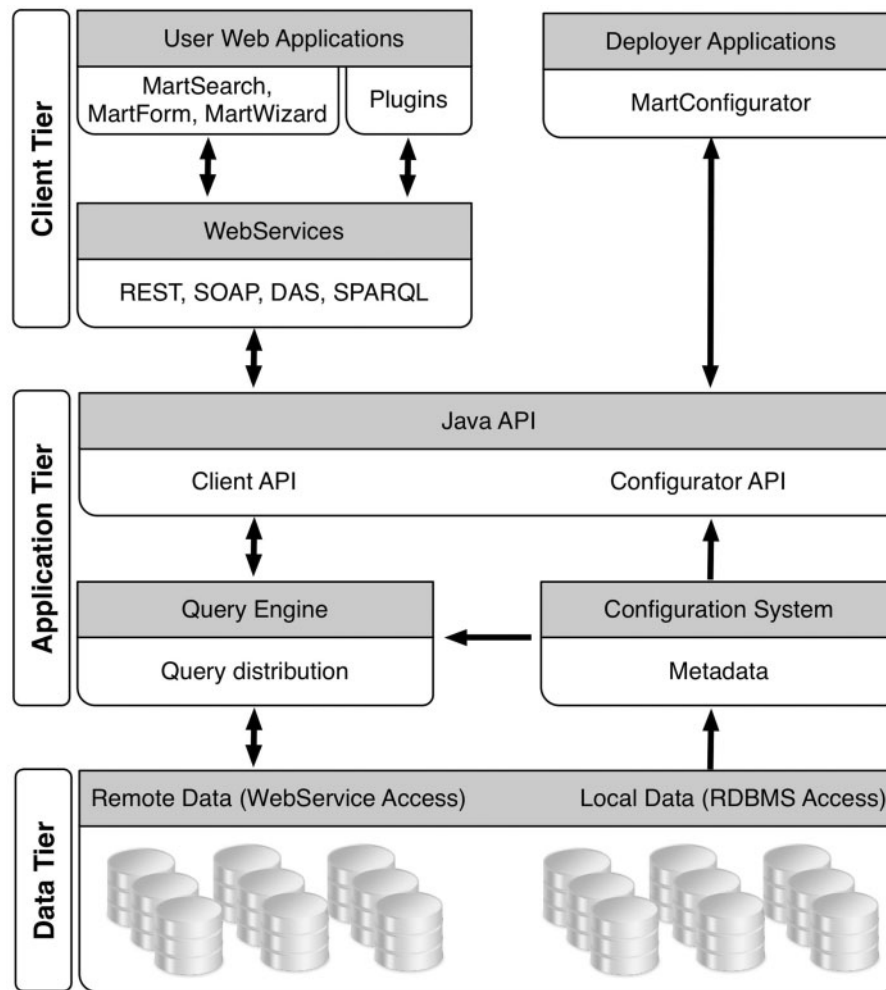 Client Tier
User Web Applications
MartSearch,
MartForm, MartWizard
Plugins
Deployer Applications
MartConfigurator
WebServices
REST, SOAP, DAS, SPARQL
Application Tier
Java API
Client API
Configurator API
Query Engine
Query distribution
Configuration System
Metadata
Data Tier
Remote Data (WebService Access)
Local Data (RDBMS Access)